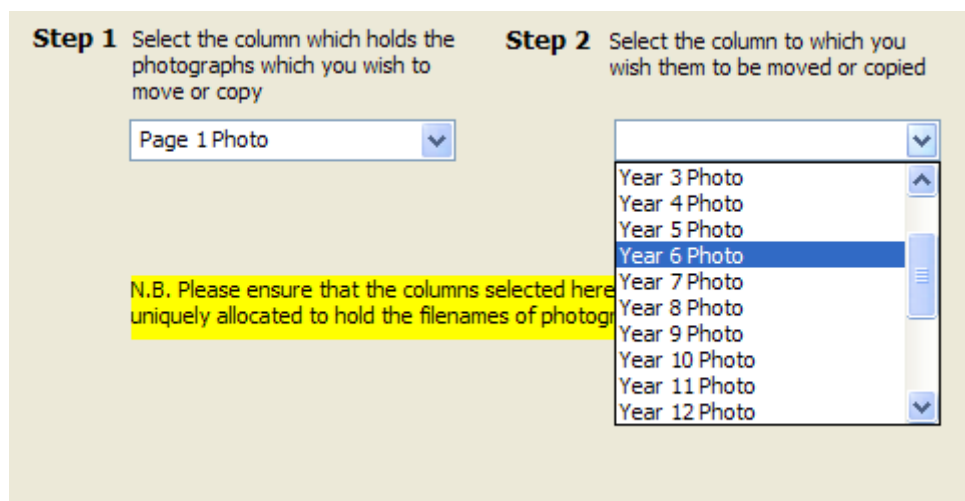 Step 1 Select the column which holds the
photographs which you wish to
move or copy
Page 1 Photo
Step 2 Select the column to which you
wish them to be moved or copied
Year 3 Photo
Year 4 Photo
Year 5 Photo
Year 6 Photo
Year 7 Photo
Year 8 Photo
Year 9 Photo
Year 10 Photo
Year 11 Photo
Year 12 Photo
N.B. Please ensure that the columns selected here
uniquely allocated to hold the filenames of photogr